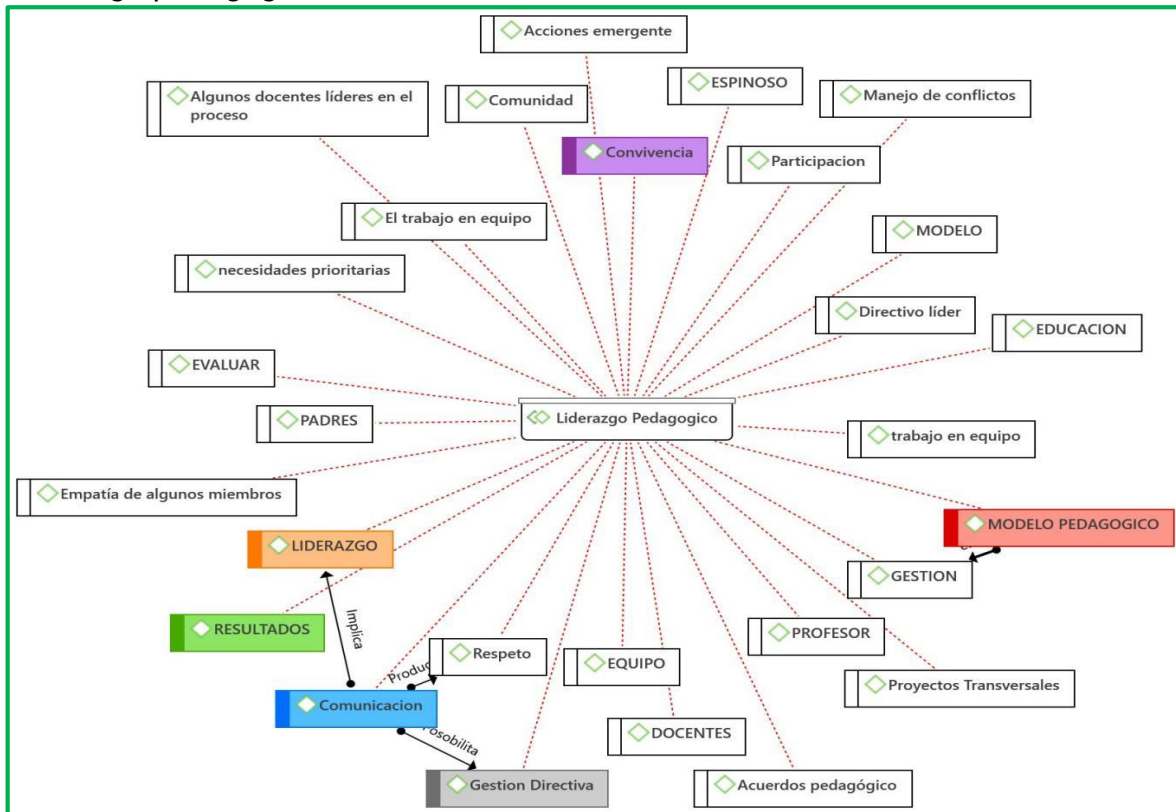 Acciones emergente
ESPINOSO
Manejo de conflictos
Algunos docentes líderes en el
proceso
Comunidad
Convivencia
Participacion
El trabajo en equipo
MODELO
necesidades prioritarias
Directivo líder
EDUCACION
EVALUAR
PADRES
Liderazgo Pedagogico
trabajo en equipo
Empatía de algunos miembros
LIDERAZGO
MODELO PEDAGOGICO
GESTION
Implica
RESULTADOS
Respeto
EQUIPO
PROFESOR
Proyectos Transversales
Comunicacion
DOCENTES
Gestion Directiva
Acuerdos pedagógico